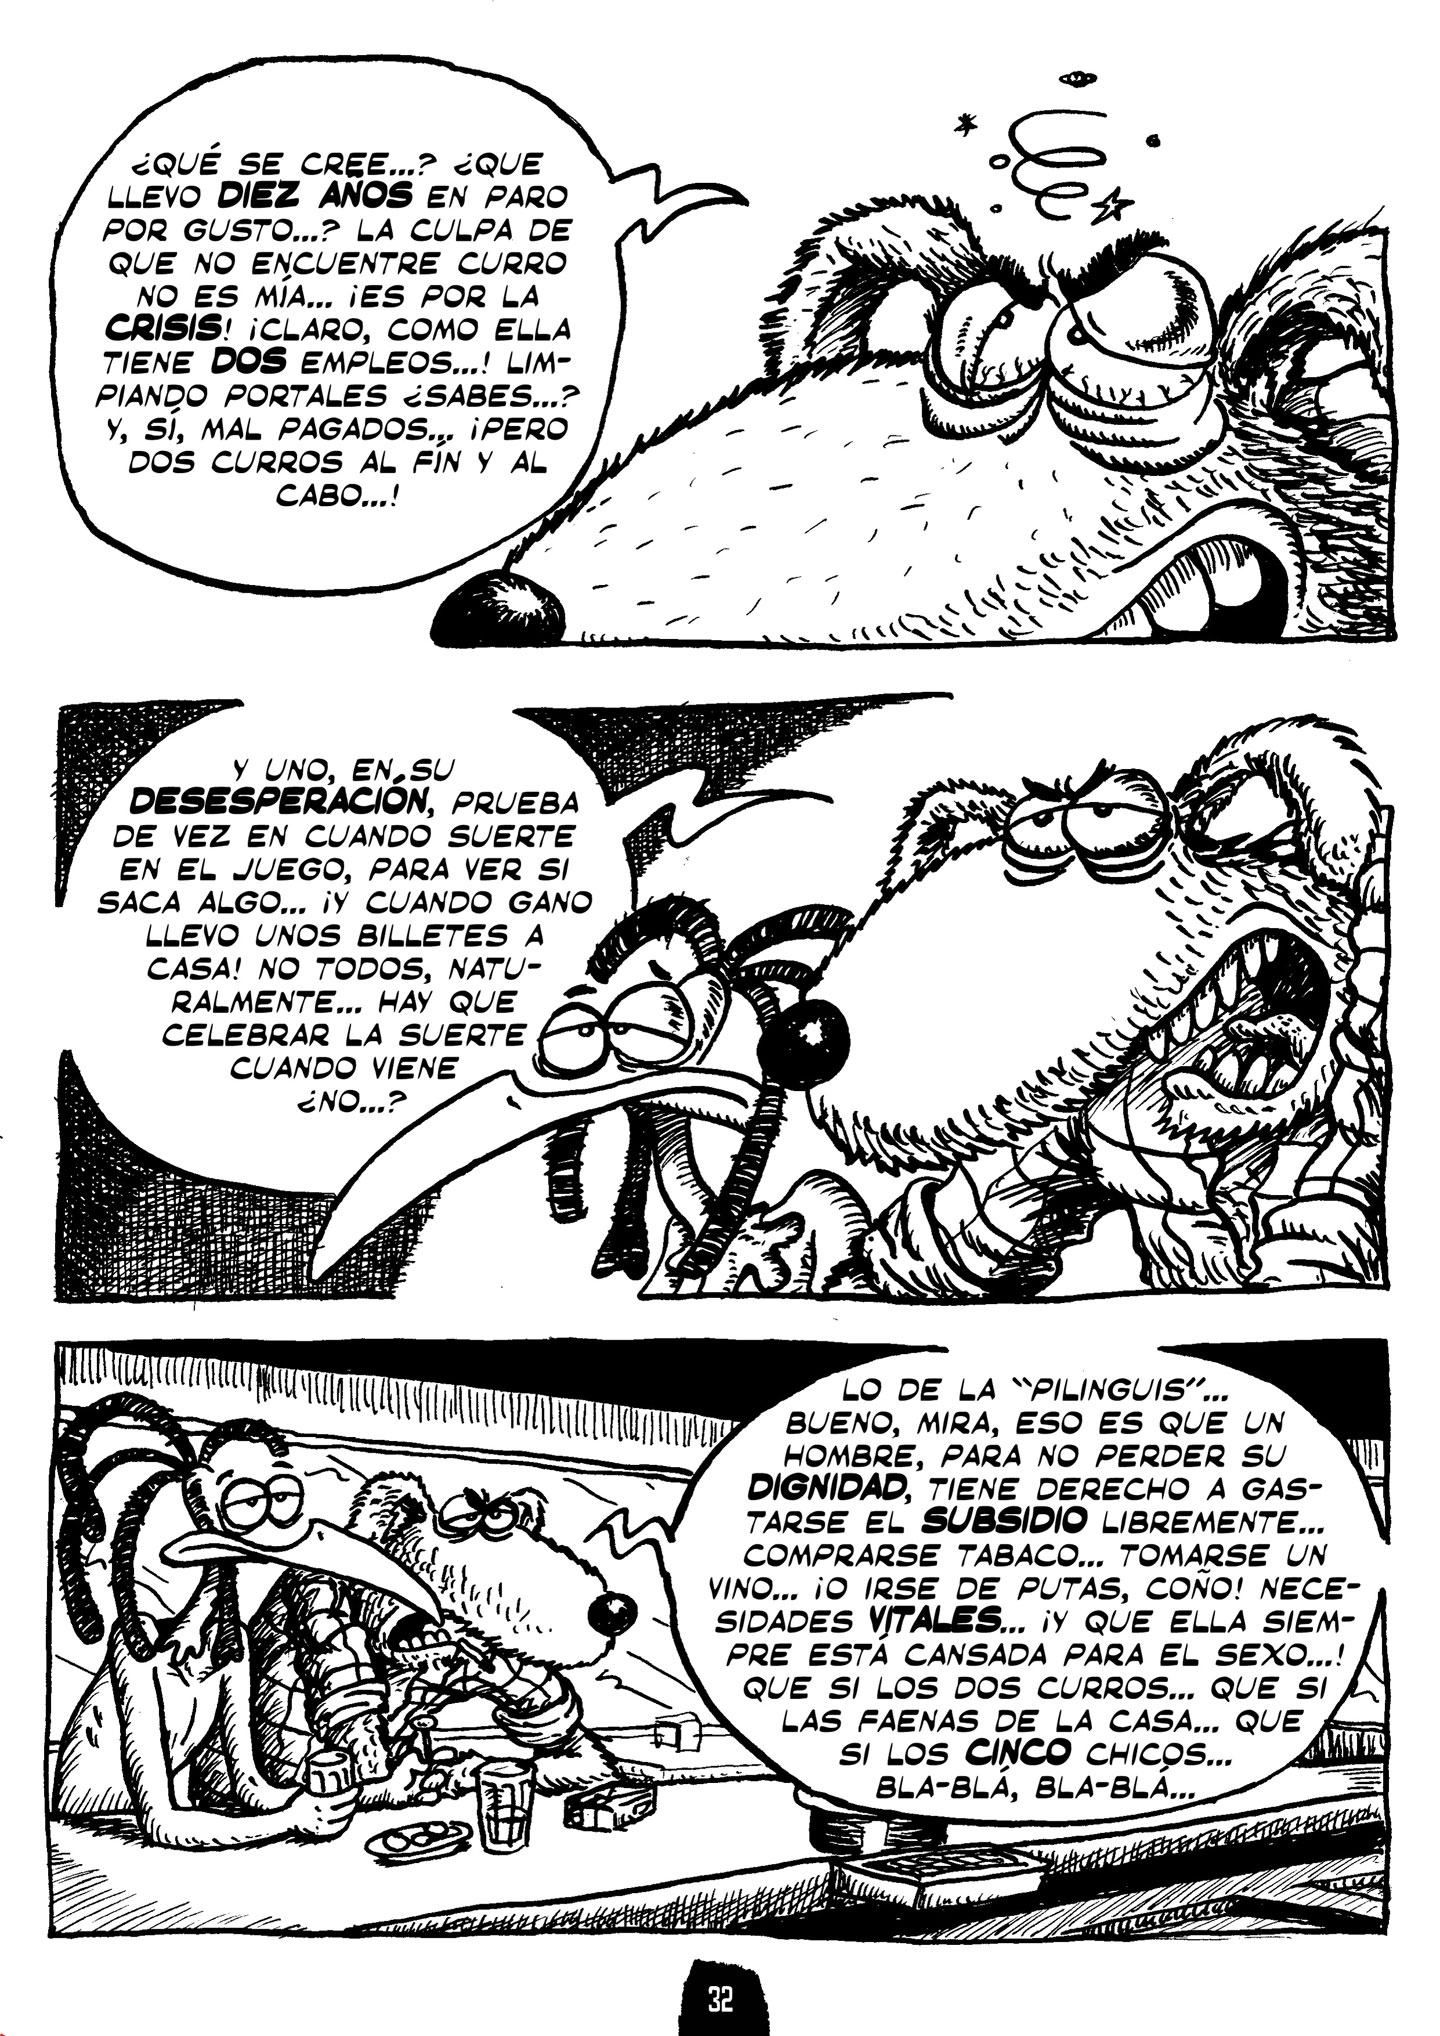 ¿QUÉ SE CREE...? ¿QUE
LLEVO DIEZ AÑOS EN PARO
POR GUSTO...? LA CULPA DE
QUE NO ENCUENTRE CURRO
NO ES MÍA... ¡ES POR LA
CRISIS! ¡CLARO, COMO ELLA
TIENE DOS EMPLEOS...! LIM-
PIANDO PORTALES ¿SABES...?
Y, SÍ, MAL PAGADOS... ¡PERO
DOS CURROS AL FÍN Y AL
CABO...!
Y UNO, EN SU
DESESPERACIÓN, PRUEBA
DE VEZ EN CUANDO SUERTE
EN EL JUEGO, PARA VER SI
SACA ALGO... ¡Y CUANDO GANO
LLEVO UNOS BILLETES A
CASA! NO TODOS, NATU-
RALMENTE... HAY QUE
CELEBRAR LA SUERTE
CUANDO VIENE
¿NO...?
LO DE LA "PILINGUIS"...
BUENO, MIRA, ESO ES QUE UN
HOMBRE, PARA NO PERDER SU
DIGNIDAD, TIENE DERECHO A GAS-
TARSE EL SUBSIDIO LIBREMENTE...
COMPRARSE TABACO... TOMARSE UN
VINO... ¡O IRSE DE PUTAS, COÑO! NECE-
SIDADES VITALES... ¡Y QUE ELLA SIEM-
PRE ESTÁ CANSADA PARA EL SEXO...!
QUE SI LOS DOS CURROS... QUE SI
LAS FAENAS DE LA CASA... QUE
SI LOS CINCO CHICOS...
BLA-BLÁ, BLA-BLÁ...
32